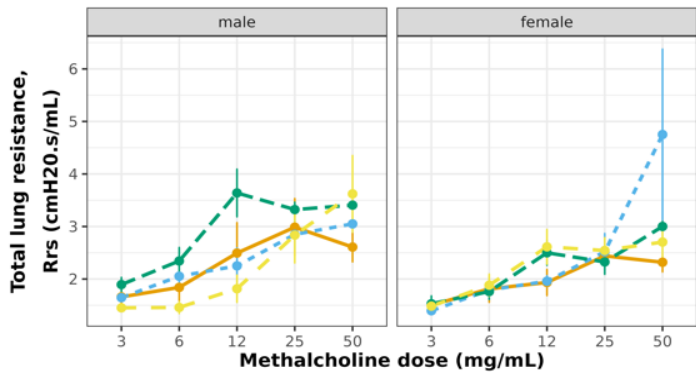 male
female
Total lung resistance,
Rrs (cmH20.s/mL)
6
5
4
3
2
3 6 12 25 50
3 6 12 25 50
Methalcholine dose (mg/mL)